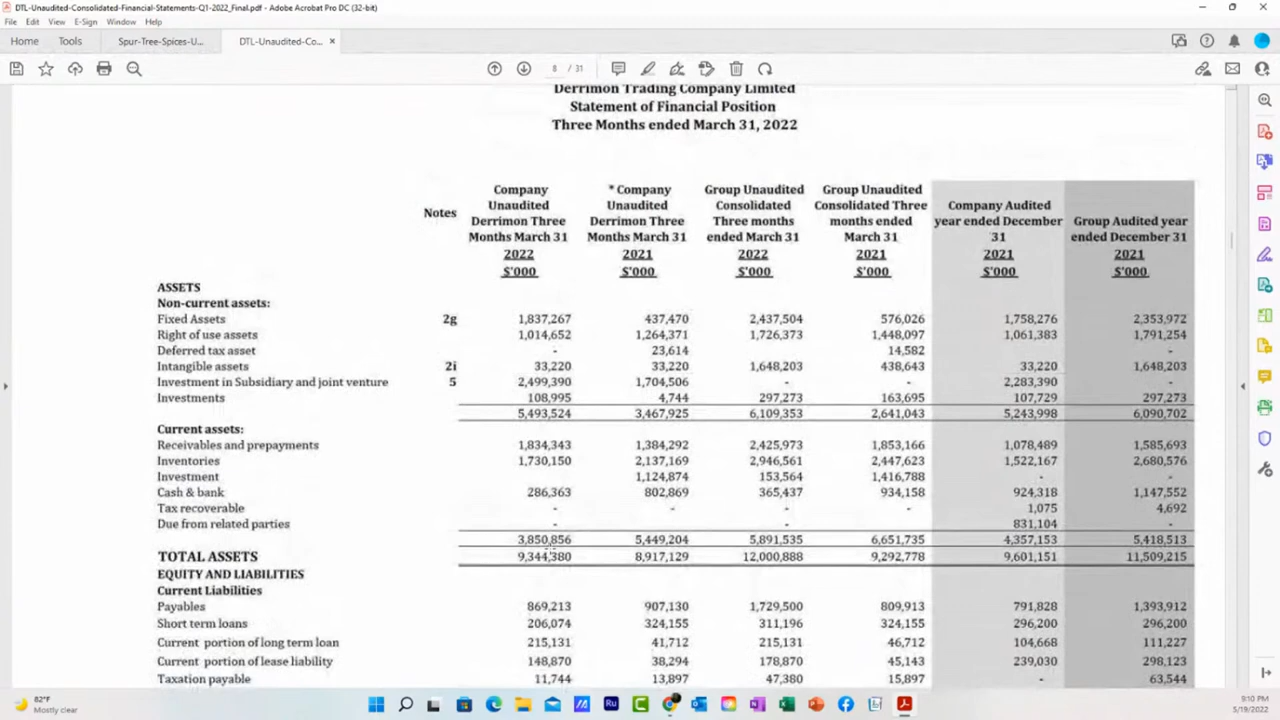 DTL-Unaudited-Consolidated-Financial-Statements-Q1-2022_Final.pdf - Adobe Acrobat Pro DC (32-bit)
File Edit View E-Sign Window Help
Home Tools Spur-Tree-Spices-U... DTL-Unaudited-Co... ×
8 / 31
Derrimon Trading Company Limited
Statement of Financial Position
Three Months ended March 31, 2022
Notes
Company Unaudited Derrimon Three Months March 31 2022 $'000
* Company Unaudited Derrimon Three Months March 31 2021 $'000
Group Unaudited Consolidated Three months ended March 31 2022 $'000
Group Unaudited Consolidated Three months ended March 31 2021 $'000
Company Audited year ended December 31 2021 $'000
Group Audited year ended December 31 2021 $'000
ASSETS
Non-current assets:
Fixed Assets 2g 1,837,267 437,470 2,437,504 576,026 1,758,276 2,353,972
Right of use assets 1,014,652 1,264,371 1,726,373 1,448,097 1,061,383 1,791,254
Deferred tax asset - 23,614 14,582 - -
Intangible assets 2i 33,220 33,220 1,648,203 438,643 33,220 1,648,203
Investment in Subsidiary and joint venture 5 2,499,390 1,704,506 - - 2,283,390 -
Investments 108,995 4,744 297,273 163,695 107,729 297,273
5,493,524 3,467,925 6,109,353 2,641,043 5,243,998 6,090,702
Current assets:
Receivables and prepayments 1,834,343 1,384,292 2,425,973 1,853,166 1,078,489 1,585,693
Inventories 1,730,150 2,137,169 2,946,561 2,447,623 1,522,167 2,680,576
Investment 1,124,874 153,564 1,416,788 - -
Cash & bank 286,363 802,869 365,437 934,158 924,318 1,147,552
Tax recoverable - - - - 1,075 4,692
Due from related parties - - 831,104 -
3,850,856 5,449,204 5,891,535 6,651,735 4,357,153 5,418,513
TOTAL ASSETS 9,344,380 8,917,129 12,000,888 9,292,778 9,601,151 11,509,215
EQUITY AND LIABILITIES
Current Liabilities
Payables 869,213 907,130 1,729,500 809,913 791,828 1,393,912
Short term loans 206,074 324,155 311,196 324,155 296,200 296,200
Current portion of long term loan 215,131 41,712 215,131 46,712 104,668 111,227
Current portion of lease liability 148,870 38,294 178,870 45,143 239,030 298,123
Taxation payable 11,744 13,897 47,380 15,897 - 63,544
82°F
Mostly clear
9:10 PM
5/19/2022